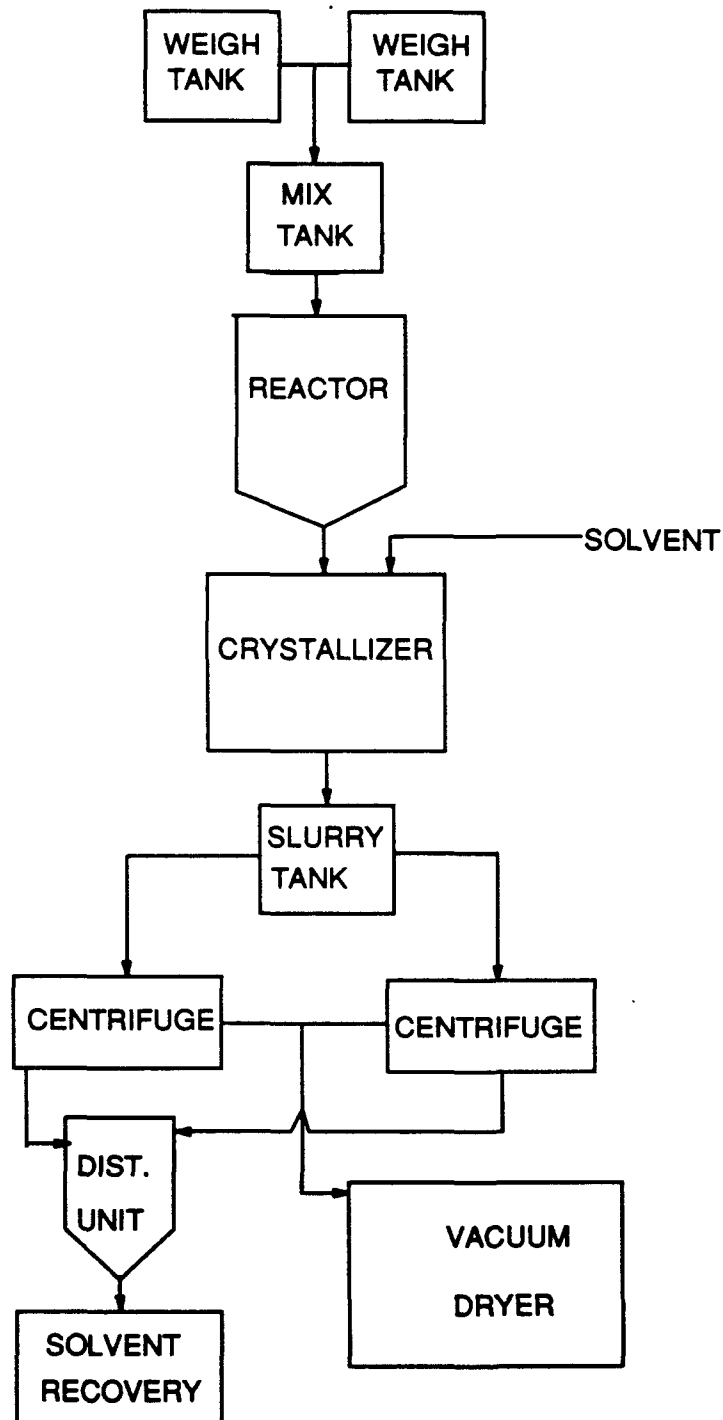 WEIGH
TANK
WEIGH
TANK
MIX
TANK
REACTOR
SOLVENT
CRYSTALLIZER
SLURRY
TANK
CENTRIFUGE
CENTRIFUGE
DIST.
UNIT
VACUUM
DRYER
SOLVENT
RECOVERY